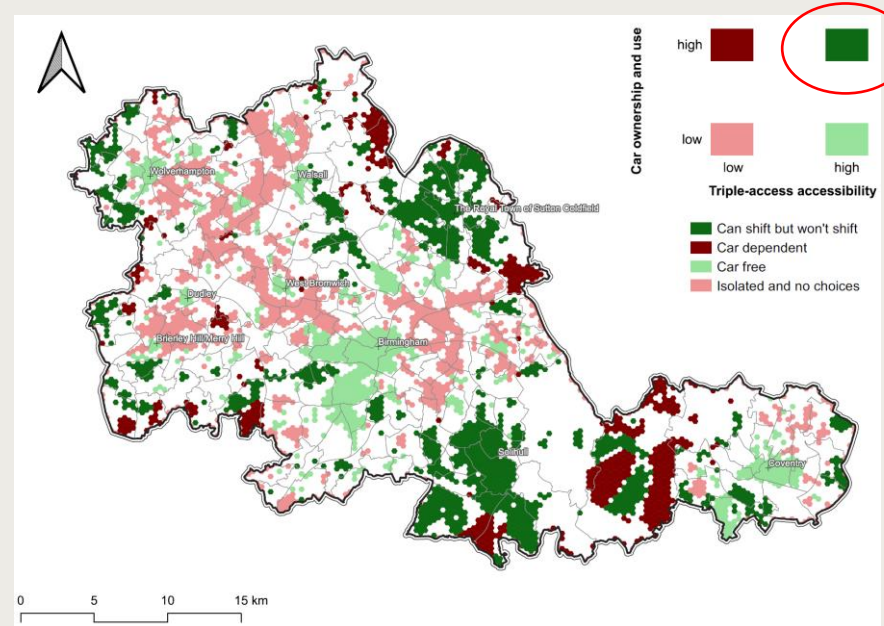 high
Car ownership and use
low
low high
Triple-access accessibility
Can shift but won't shift
Car dependent
Car free
Isolated and no choices
Wolverhampton
Walsall
The Royal Town of Sutton Coldfield
West Bromwich
Dudley
Brierley Hill/Merry Hill
Birmingham
Solihull
Coventry
0 5 10 15 km